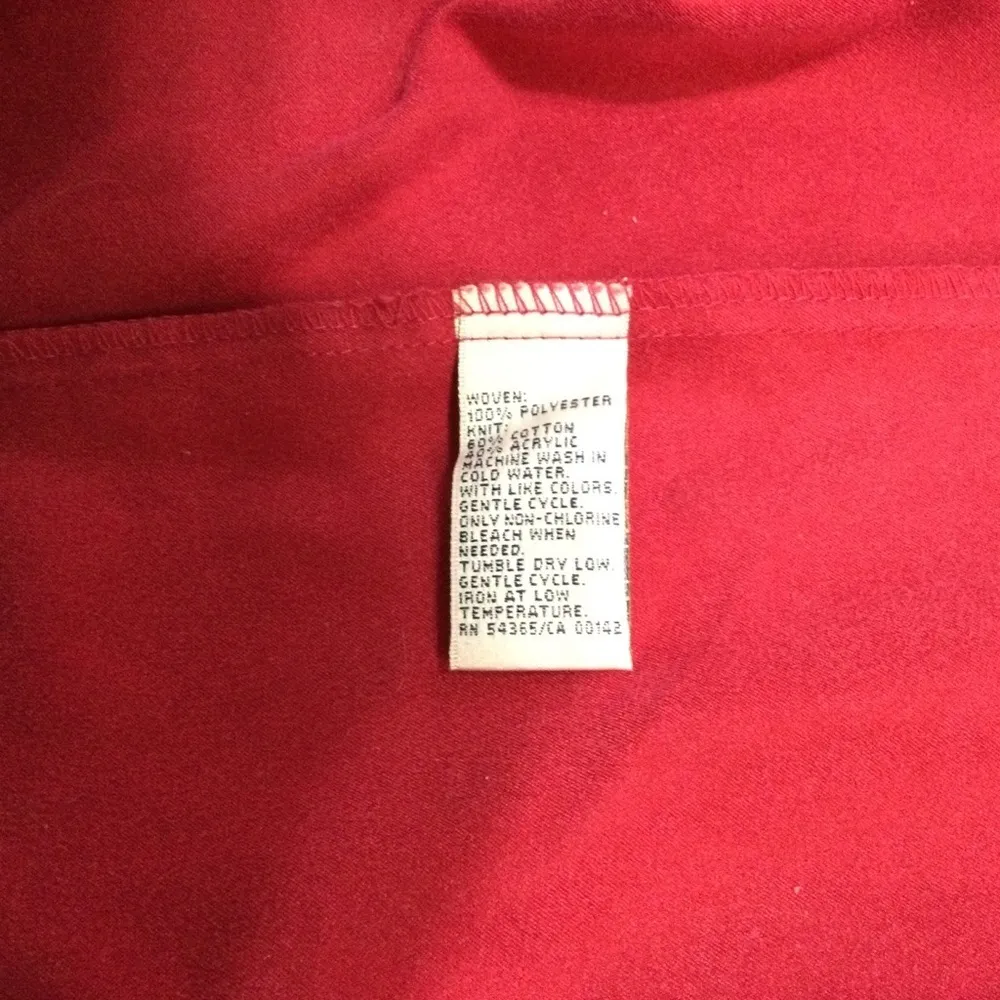 WOVEN:
100% POLYESTER
KNIT:
60% COTTON
40% ACRYLIC
MACHINE WASH IN
COLD WATER.
WITH LIKE COLORS.
GENTLE CYCLE.
ONLY NON-CHLORINE
BLEACH WHEN
NEEDED.
TUMBLE DRY LOW.
GENTLE CYCLE.
IRON AT LOW
TEMPERATURE.
RN 54365/CA 00142